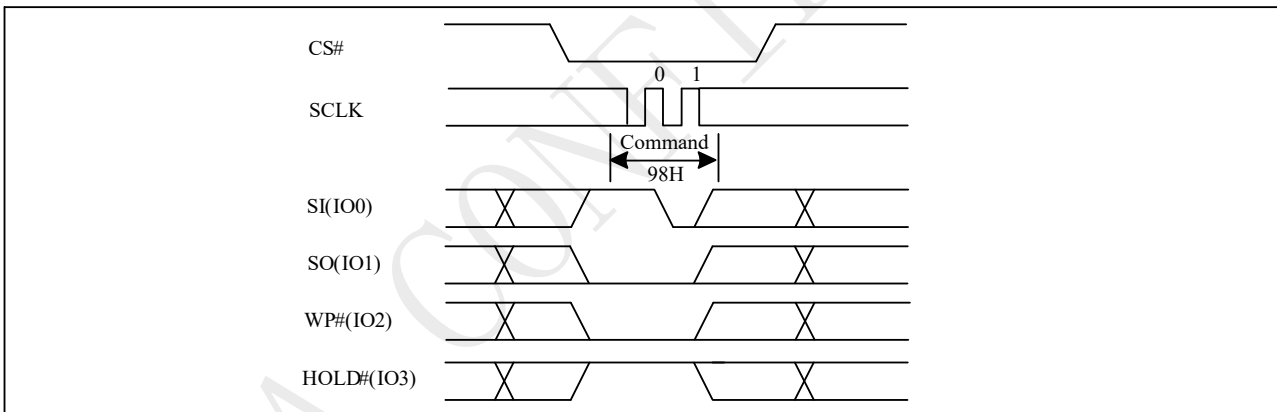 CS#
0 1
SCLK
Command
98H
SI(IO0)
SO(IO1)
WP#(IO2)
HOLD#(IO3)